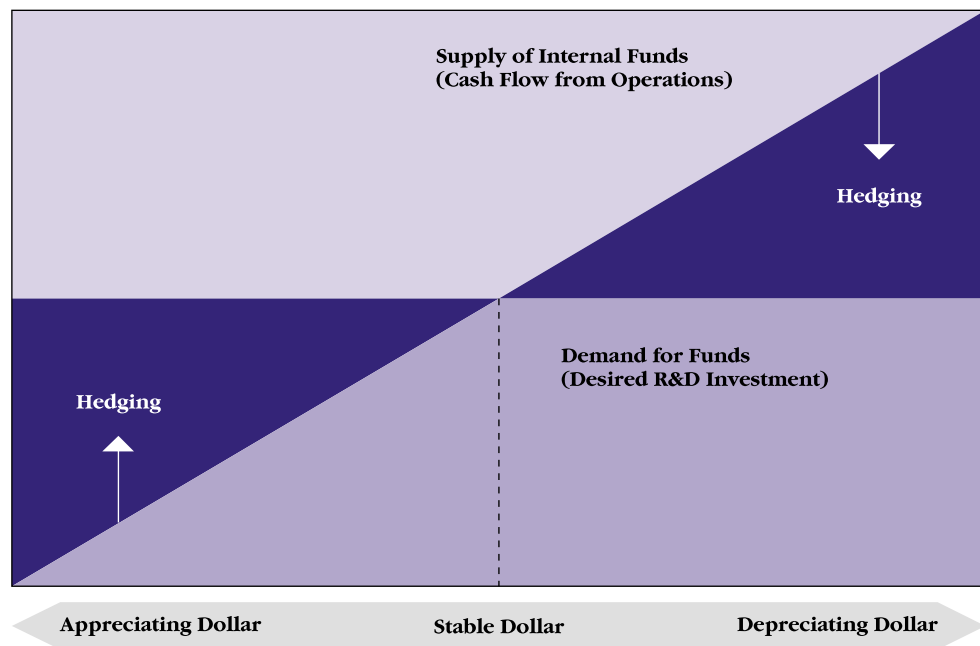 Supply of Internal Funds
(Cash Flow from Operations)
Hedging
Demand for Funds
(Desired R&D Investment)
Hedging
Appreciating Dollar
Stable Dollar
Depreciating Dollar